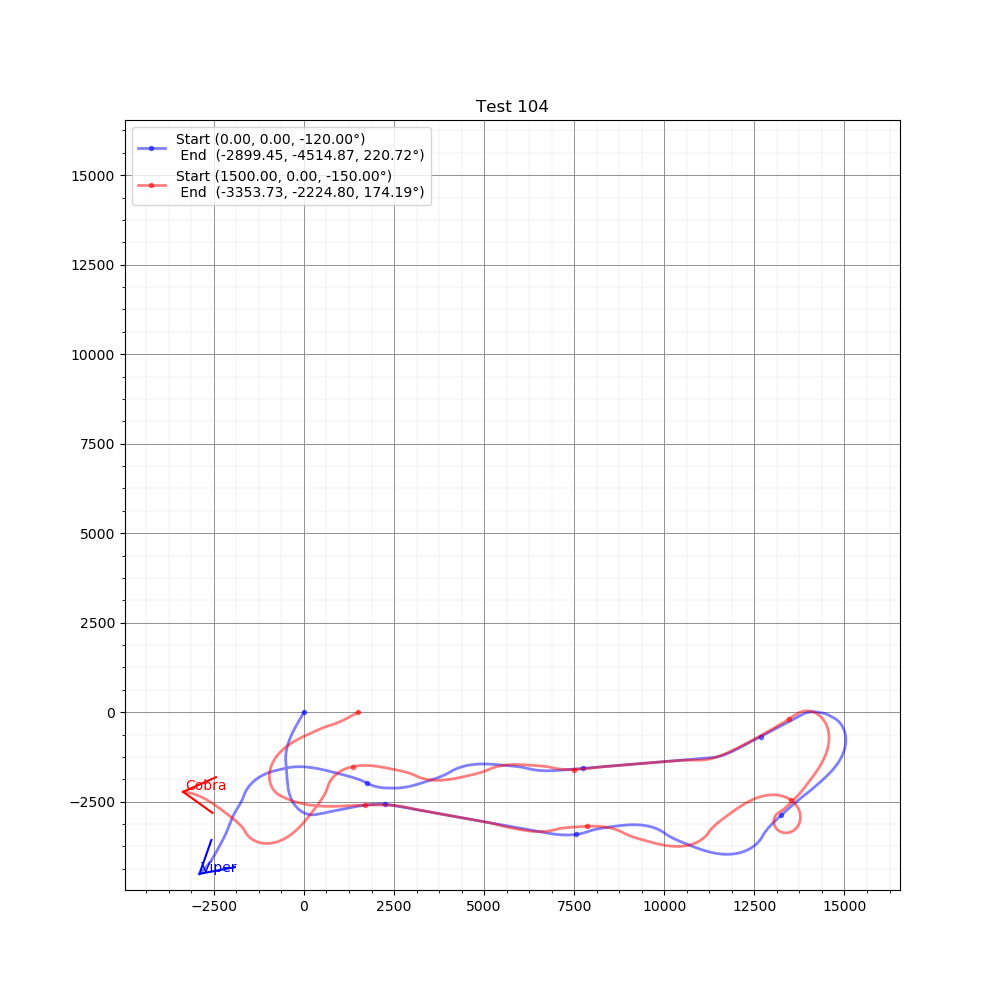 Test 104
Start (0.00, 0.00, -120.00°)
End  (-2899.45, -4514.87, 220.72°)
Start (1500.00, 0.00, -150.00°)
End  (-3353.73, -2224.80, 174.19°)
15000
12500
10000
7500
5000
2500
0
−2500
Cobra
Viper
−2500 0 2500 5000 7500 10000 12500 15000